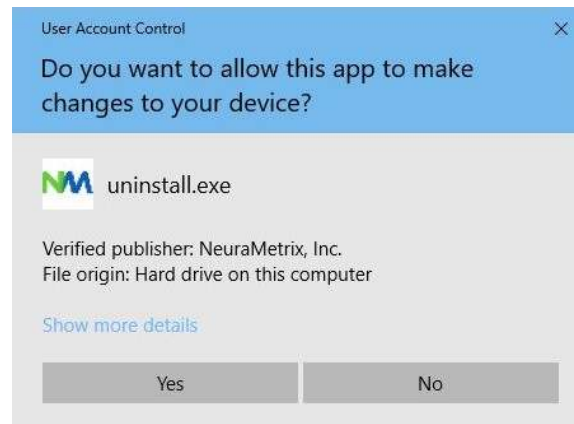 User Account Control
Do you want to allow this app to make
changes to your device?
NM uninstall.exe
Verified publisher: NeuraMetrix, Inc.
File origin: Hard drive on this computer
Show more details
Yes
No